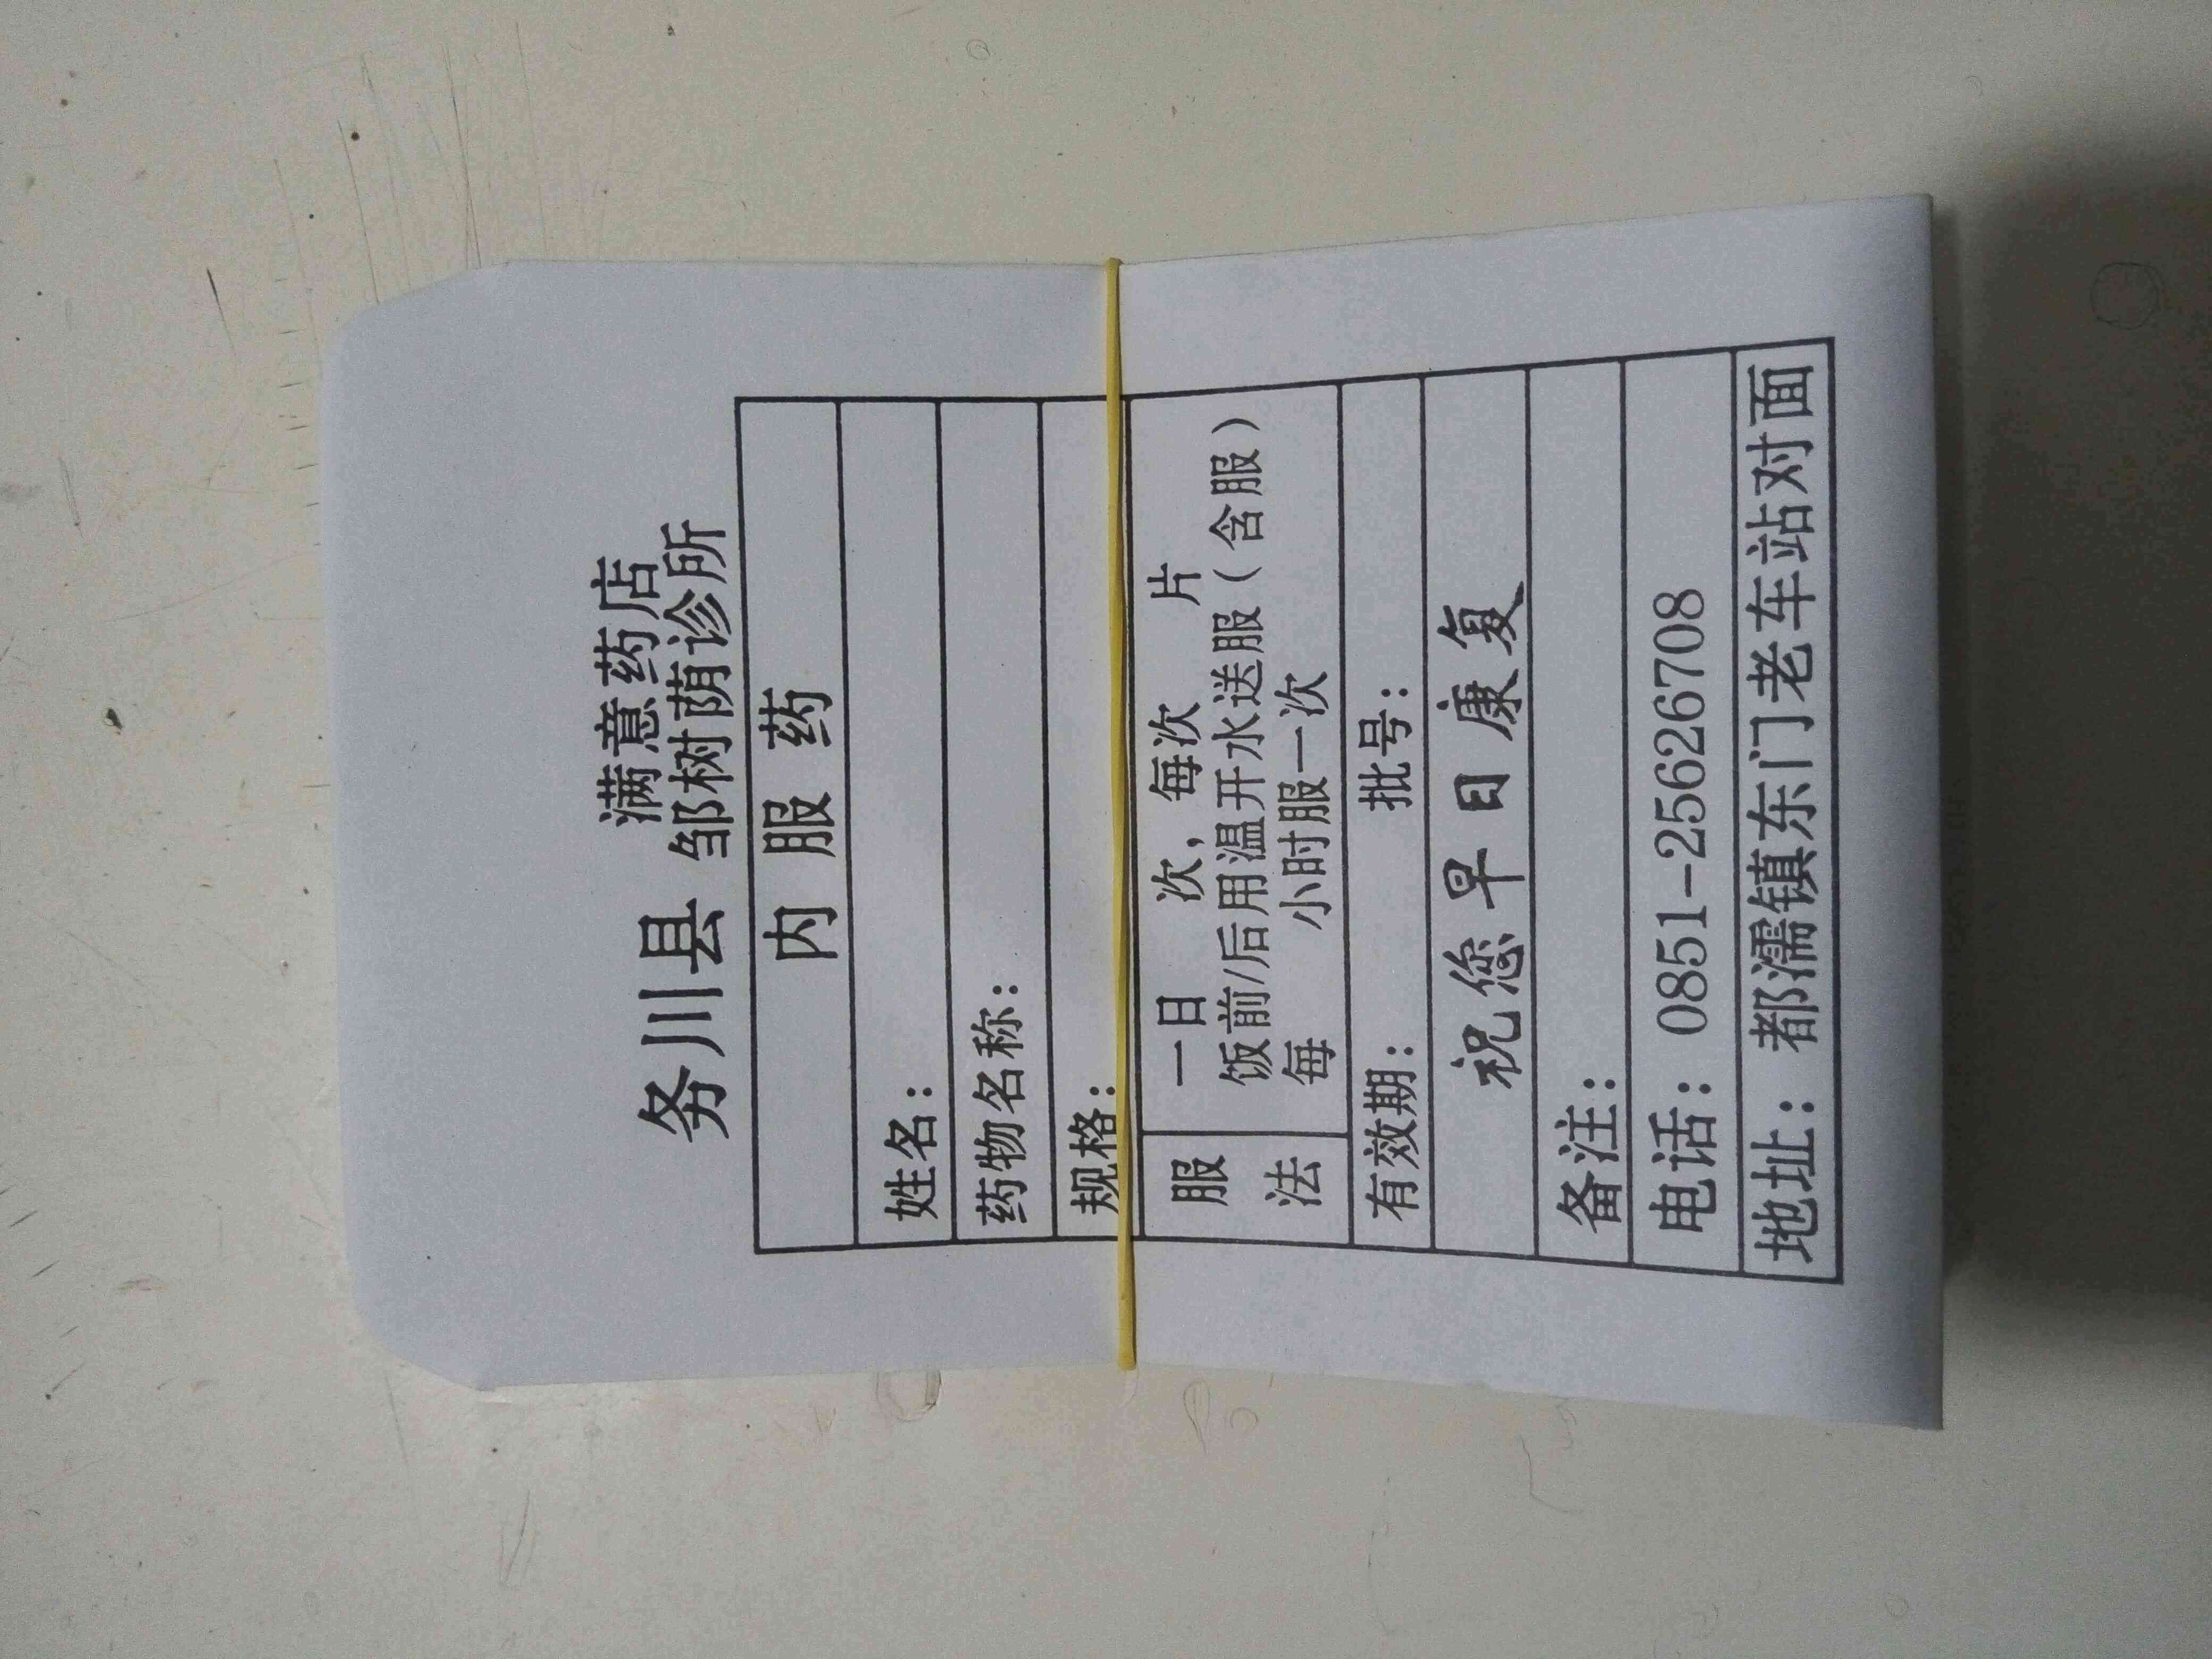 务川县 满意药店
邹树荫诊所
内 服 药
姓名：
药物名称：
规格：
服法
一日 次，每次 片
饭前/后用温开水送服（含服）
每 小时服一次
有效期： 批号：
祝您早日康复
备注：
电话：0851-25626708
地址：都濡镇东门老车站对面